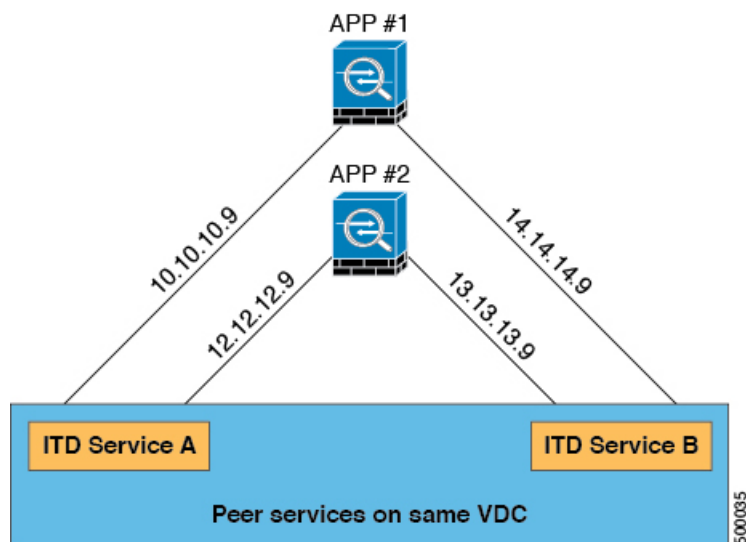 APP #1
APP #2
10.10.10.9
14.14.14.9
12.12.12.9
13.13.13.9
ITD Service A
ITD Service B
Peer services on same VDC
500035